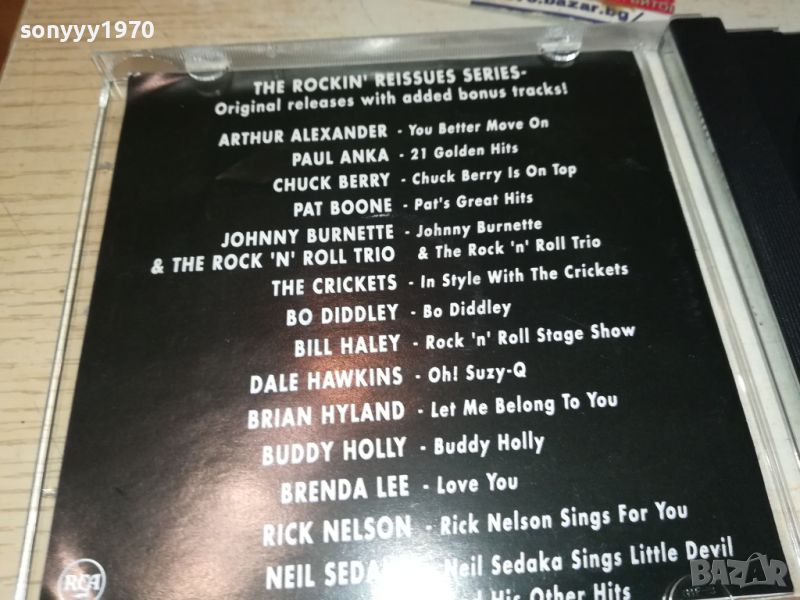 sonyyy1970
bazar.bg/
THE ROCKIN' REISSUES SERIES-
Original releases with added bonus tracks!
ARTHUR ALEXANDER - You Better Move On
PAUL ANKA - 21 Golden Hits
CHUCK BERRY - Chuck Berry Is On Top
PAT BOONE - Pat's Great Hits
JOHNNY BURNETTE - Johnny Burnette
& THE ROCK 'N' ROLL TRIO & The Rock 'n' Roll Trio
THE CRICKETS - In Style With The Crickets
BO DIDDLEY - Bo Diddley
BILL HALEY - Rock 'n' Roll Stage Show
DALE HAWKINS - Oh! Suzy-Q
BRIAN HYLAND - Let Me Belong To You
BUDDY HOLLY - Buddy Holly
BRENDA LEE - Love You
RICK NELSON - Rick Nelson Sings For You
NEIL - Neil Sedaka Sings Little Devil
His Other Hits
RCA
BAZAR